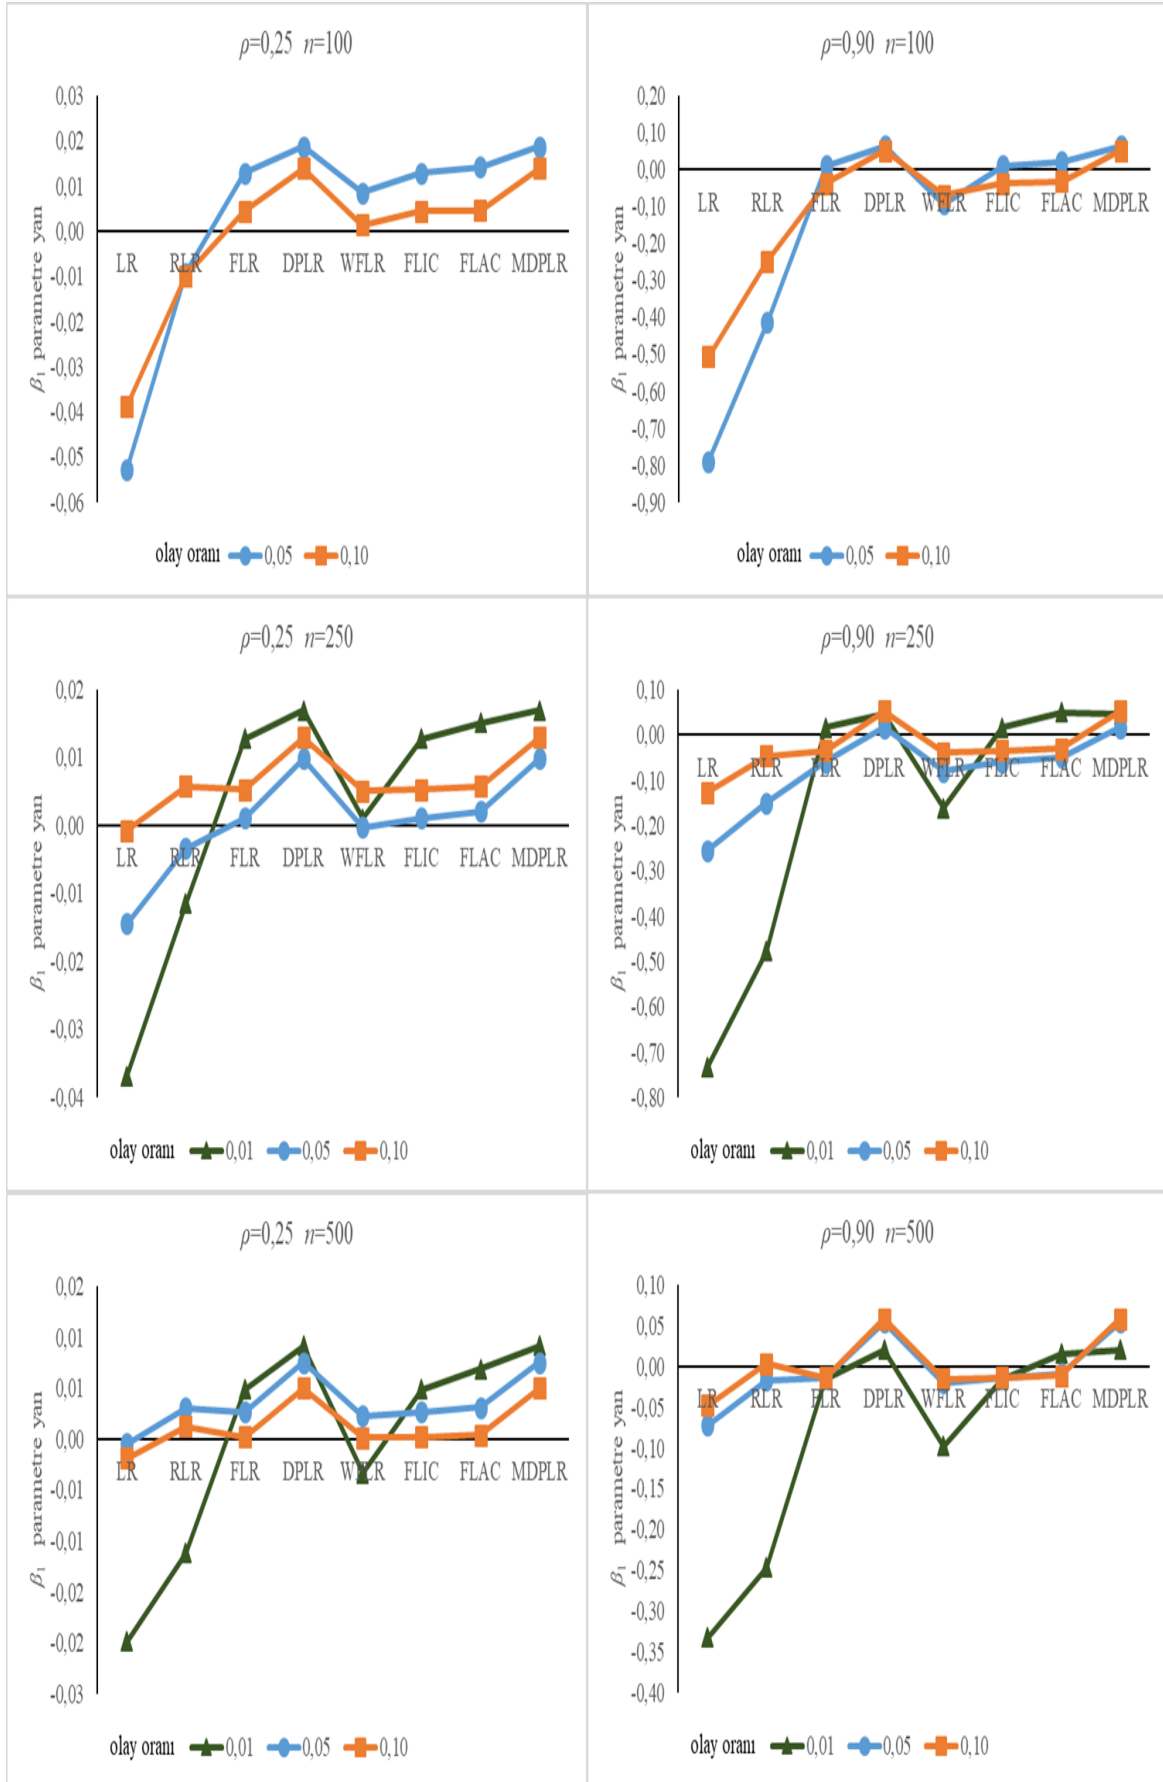 ρ=0,25 n=100
0,03
0,02
0,01
0,00
-0,01
-0,02
-0,03
-0,04
-0,05
-0,06
β₁ parametre yan
LR RLR FLR DPLR WFLR FLIC FLAC MDPLR
olay oranı 0,05 0,10
ρ=0,90 n=100
0,20
0,10
0,00
-0,10
-0,20
-0,30
-0,40
-0,50
-0,60
-0,70
-0,80
-0,90
β₁ parametre yan
LR RLR FLR DPLR WFLR FLIC FLAC MDPLR
olay oranı 0,05 0,10
ρ=0,25 n=250
0,02
0,01
0,00
-0,01
-0,02
-0,03
-0,04
β₁ parametre yan
LR RLR FLR DPLR WFLR FLIC FLAC MDPLR
olay oranı 0,01 0,05 0,10
ρ=0,90 n=250
0,10
0,00
-0,10
-0,20
-0,30
-0,40
-0,50
-0,60
-0,70
-0,80
β₁ parametre yan
LR RLR FLR DPLR WFLR FLIC FLAC MDPLR
olay oranı 0,01 0,05 0,10
ρ=0,25 n=500
0,02
0,01
0,01
0,00
-0,01
-0,01
-0,02
-0,02
-0,03
β₁ parametre yan
LR RLR FLR DPLR WFLR FLIC FLAC MDPLR
olay oranı 0,01 0,05 0,10
ρ=0,90 n=500
0,10
0,05
0,00
-0,05
-0,10
-0,15
-0,20
-0,25
-0,30
-0,35
-0,40
β₁ parametre yan
LR RLR FLR DPLR WFLR FLIC FLAC MDPLR
olay oranı 0,01 0,05 0,10